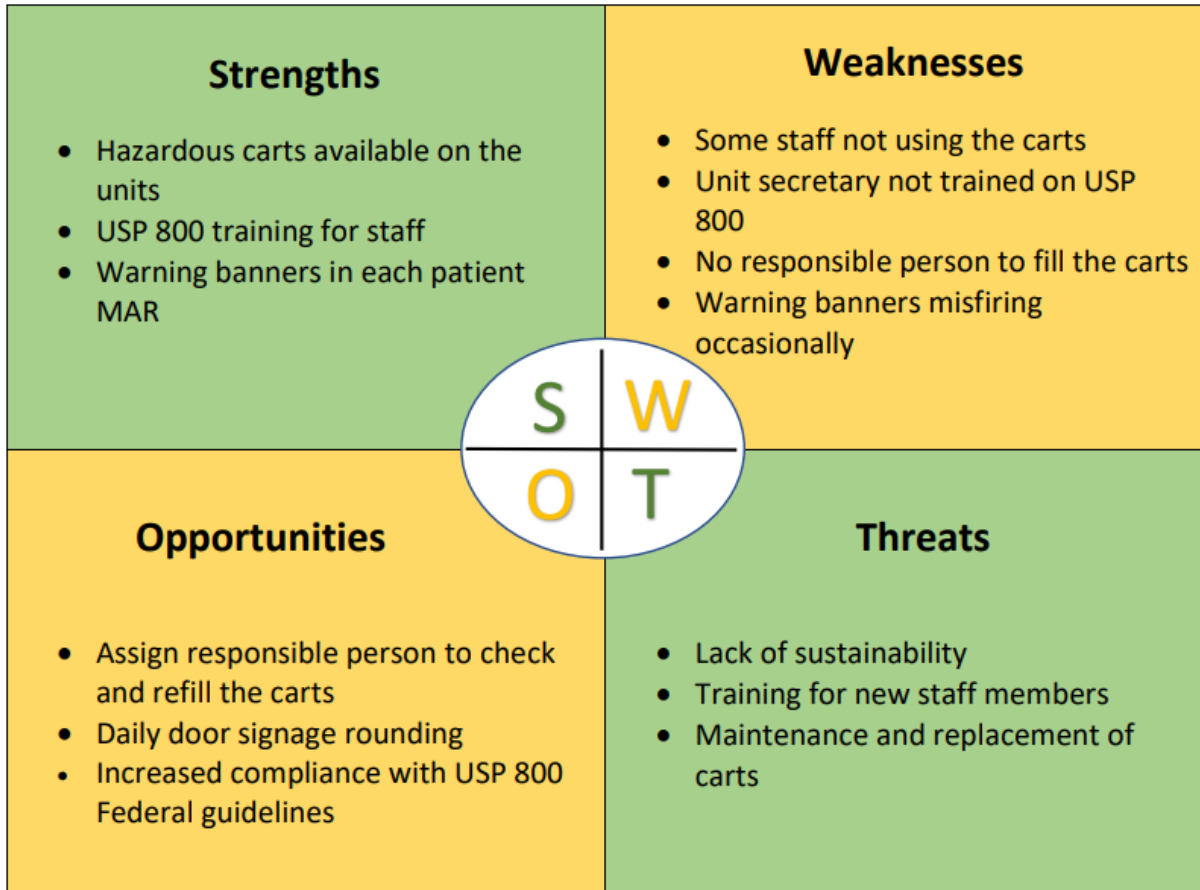 Strengths
• Hazardous carts available on the
units
• USP 800 training for staff
• Warning banners in each patient
MAR
Weaknesses
• Some staff not using the carts
• Unit secretary not trained on USP
800
• No responsible person to fill the carts
• Warning banners misfiring
occasionally
S W
O T
Opportunities
• Assign responsible person to check
and refill the carts
• Daily door signage rounding
• Increased compliance with USP 800
Federal guidelines
Threats
• Lack of sustainability
• Training for new staff members
• Maintenance and replacement of
carts